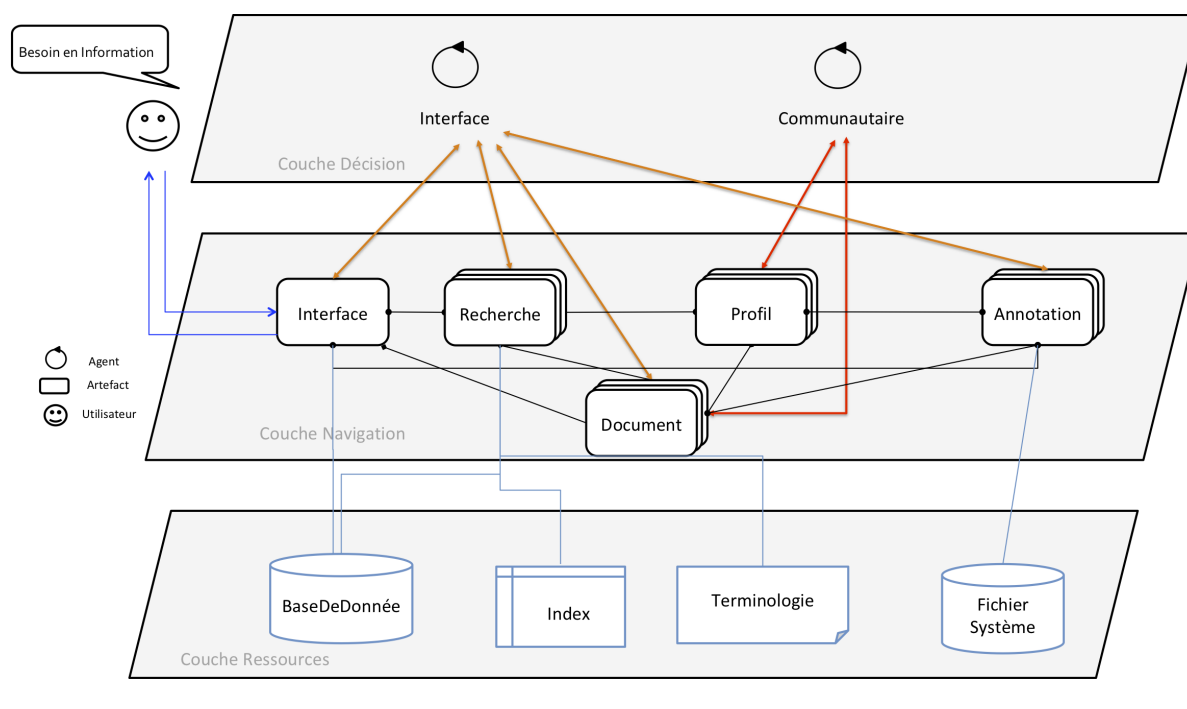 Besoin en Information
Interface
Communautaire
Couche Décision
Interface
Recherche
Profil
Annotation
Agent
Artefact
Utilisateur
Document
Couche Navigation
BaseDeDonnée
Index
Terminologie
Fichier
Système
Couche Ressources